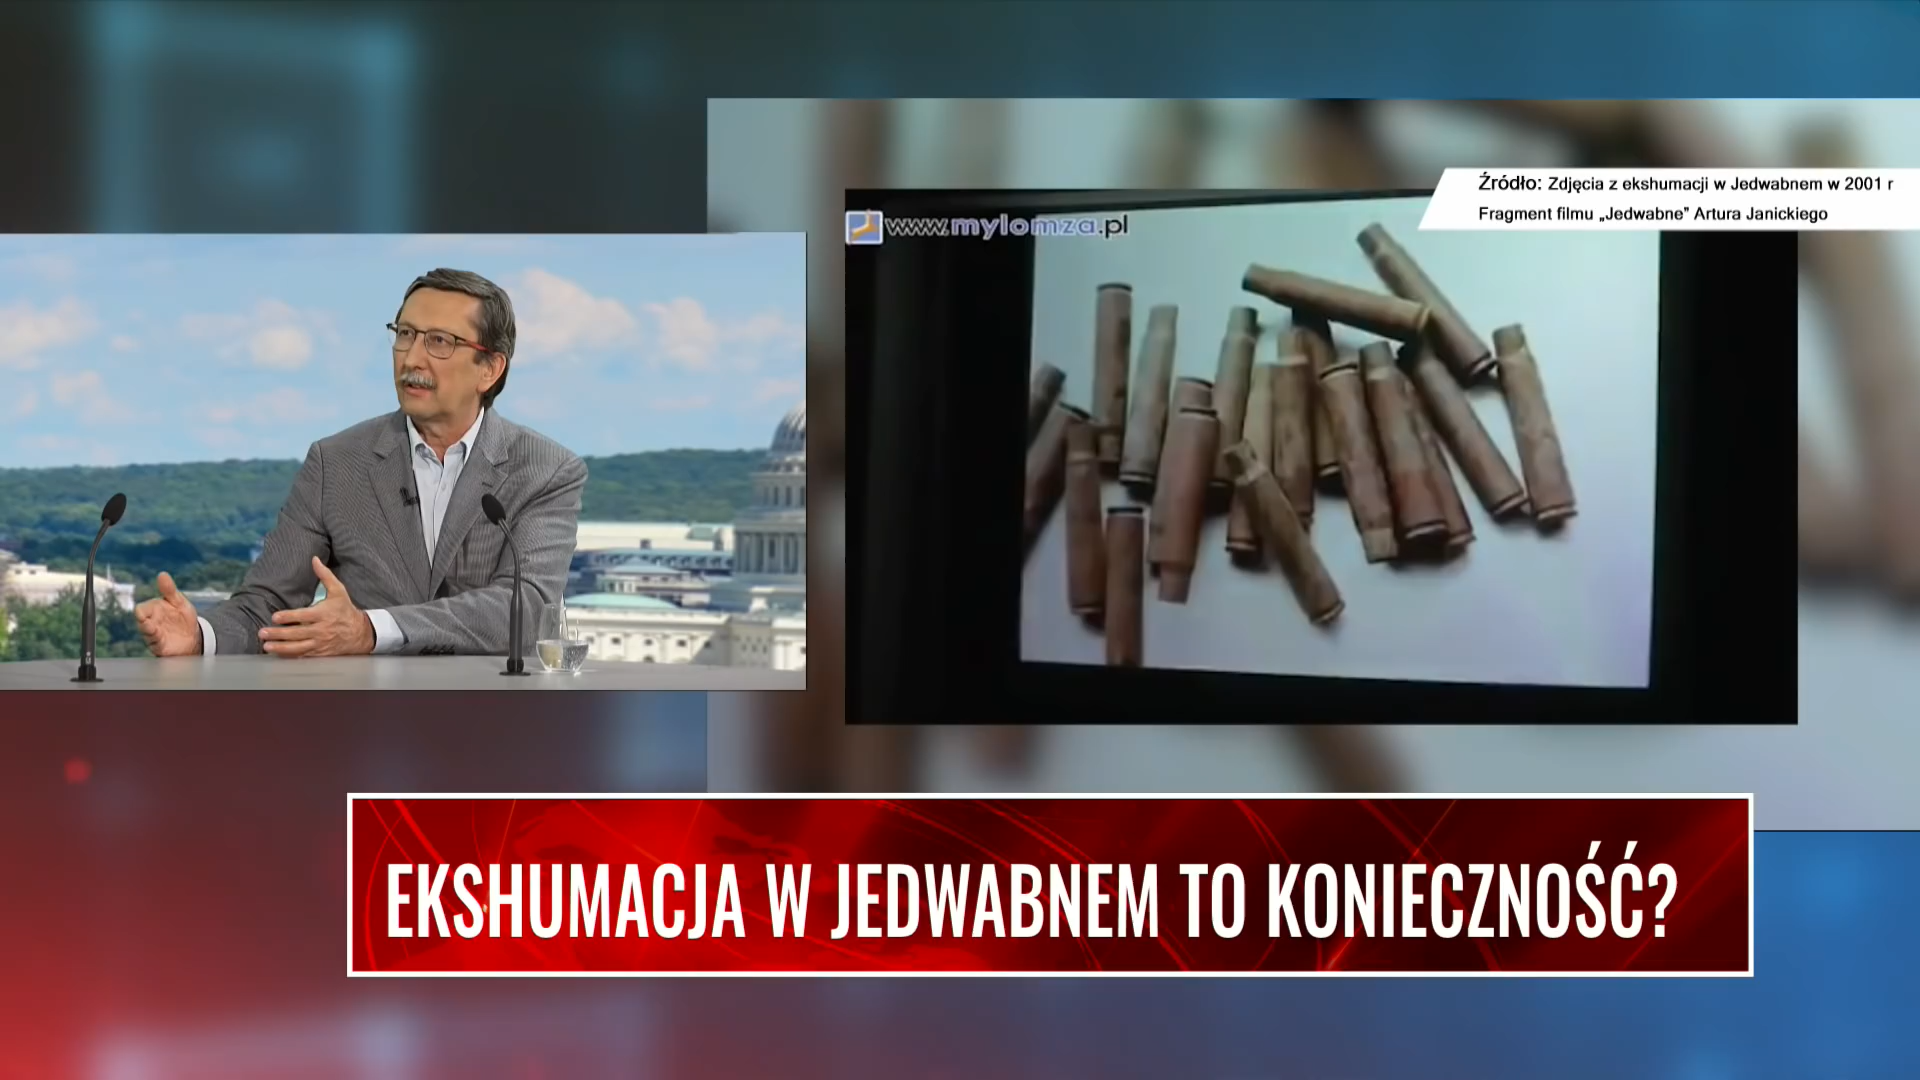 Źródło: Zdjęcia z ekshumacji w Jedwabnem w 2001 r
Fragment filmu „Jedwabne” Artura Janickiego
www.mylomza.pl
EKSHUMACJA W JEDWABNEM TO KONIECZNOŚĆ?